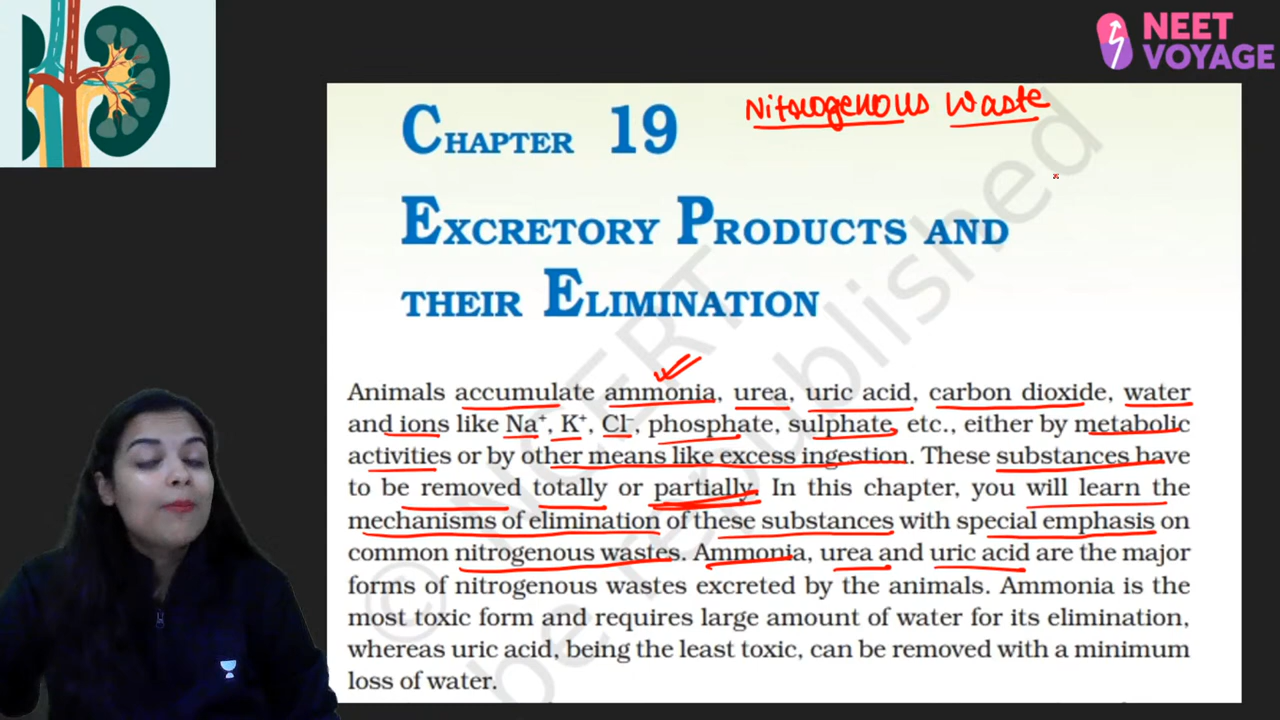 NEET
VOYAGE
Nitrogenous Waste
CHAPTER 19
EXCRETORY PRODUCTS AND
THEIR ELIMINATION
Animals accumulate ammonia, urea, uric acid, carbon dioxide, water
and ions like Na⁺, K⁺, Cl⁻, phosphate, sulphate, etc., either by metabolic
activities or by other means like excess ingestion. These substances have
to be removed totally or partially. In this chapter, you will learn the
mechanisms of elimination of these substances with special emphasis on
common nitrogenous wastes. Ammonia, urea and uric acid are the major
forms of nitrogenous wastes excreted by the animals. Ammonia is the
most toxic form and requires large amount of water for its elimination,
whereas uric acid, being the least toxic, can be removed with a minimum
loss of water.
© NCERT
be republished